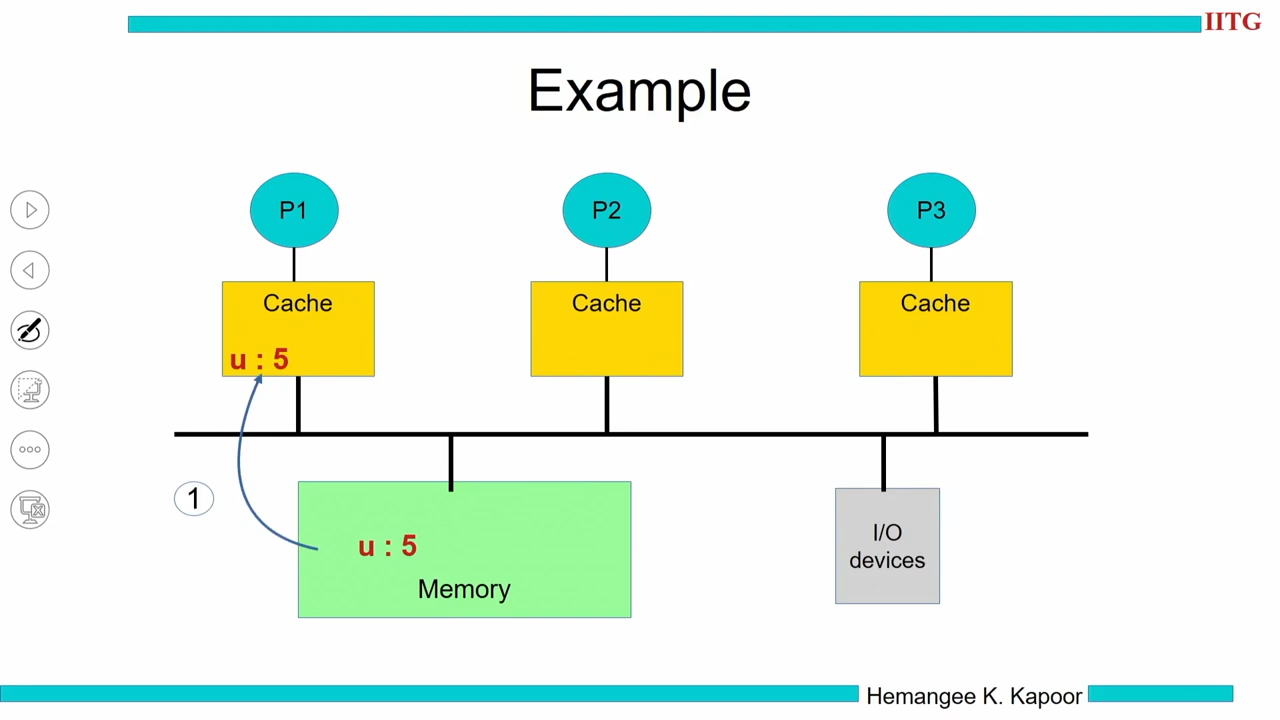 IITG
Example
P1
P2
P3
Cache
Cache
Cache
u : 5
1
u : 5
Memory
I/O
devices
Hemangee K. Kapoor